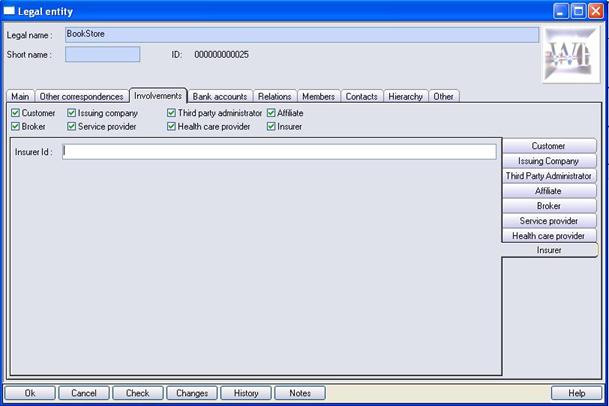 Legal entity
Legal name : BookStore
Short name : ID: 000000000025
Main Other correspondences Involvements Bank accounts Relations Members Contacts Hierarchy Other
Customer Issuing company Third party administrator Affiliate
Broker Service provider Health care provider Insurer
Insurer Id :
Customer
Issuing Company
Third Party Administrator
Affiliate
Broker
Service provider
Health care provider
Insurer
Ok Cancel Check Changes History Notes Help